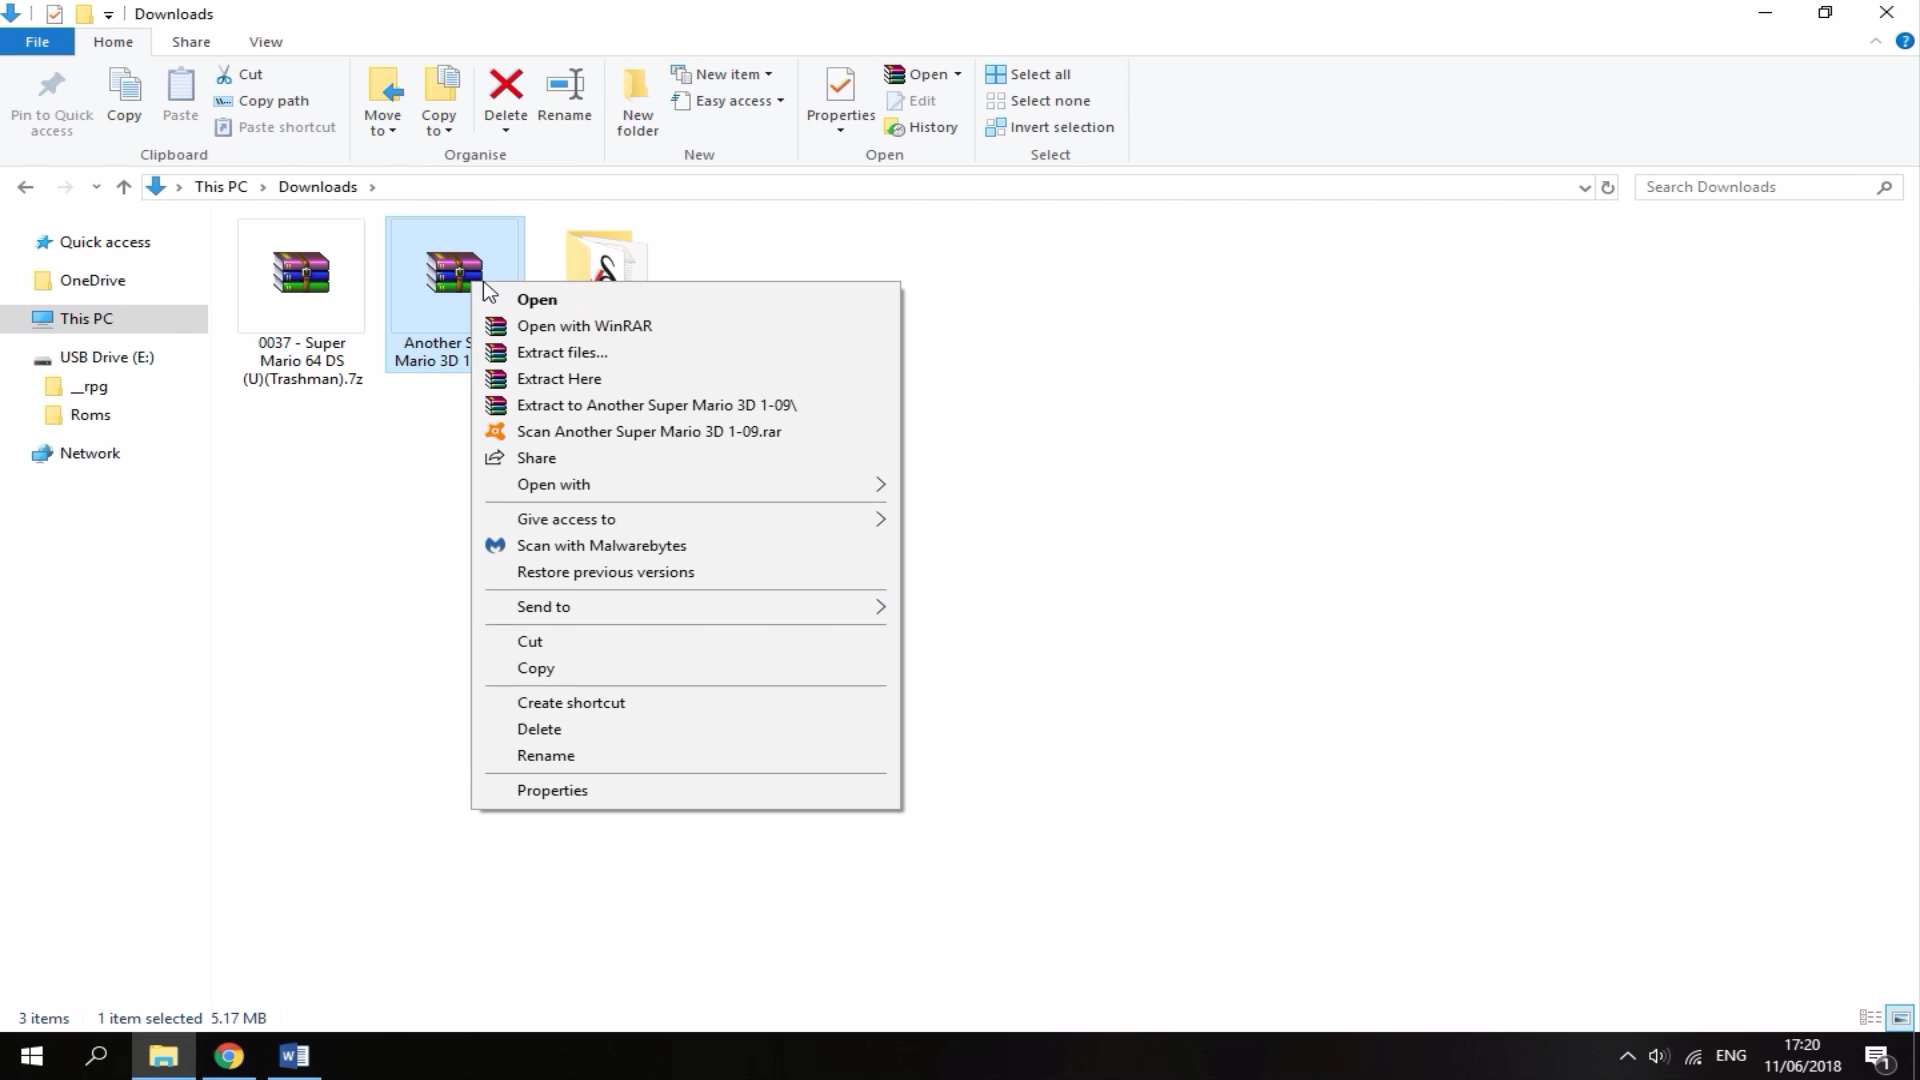 Downloads
File Home Share View
Pin to Quick access
Copy
Paste
Cut
Copy path
Paste shortcut
Clipboard
Move to
Copy to
Delete
Rename
Organise
New folder
New item
Easy access
New
Properties
Open
Edit
History
Open
Select all
Select none
Invert selection
Select
This PC Downloads
Search Downloads
Quick access
OneDrive
This PC
USB Drive (E:)
__rpg
Roms
Network
0037 - Super
Mario 64 DS
(U)(Trashman).7z
Another S
Mario 3D 1
Open
Open with WinRAR
Extract files...
Extract Here
Extract to Another Super Mario 3D 1-09\
Scan Another Super Mario 3D 1-09.rar
Share
Open with
Give access to
Scan with Malwarebytes
Restore previous versions
Send to
Cut
Copy
Create shortcut
Delete
Rename
Properties
3 items 1 item selected 5.17 MB
ENG
17:20
11/06/2018
1